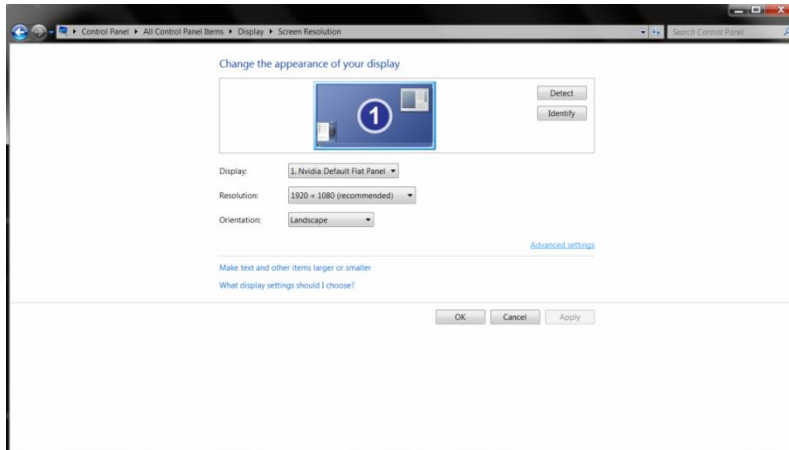 Control Panel ▸ All Control Panel Items ▸ Display ▸ Screen Resolution
Search Control Panel
Change the appearance of your display
1
Detect
Identify
Display: 1. Nvidia Default Flat Panel
Resolution: 1920 × 1080 (recommended)
Orientation: Landscape
Advanced settings
Make text and other items larger or smaller
What display settings should I choose?
OK Cancel Apply